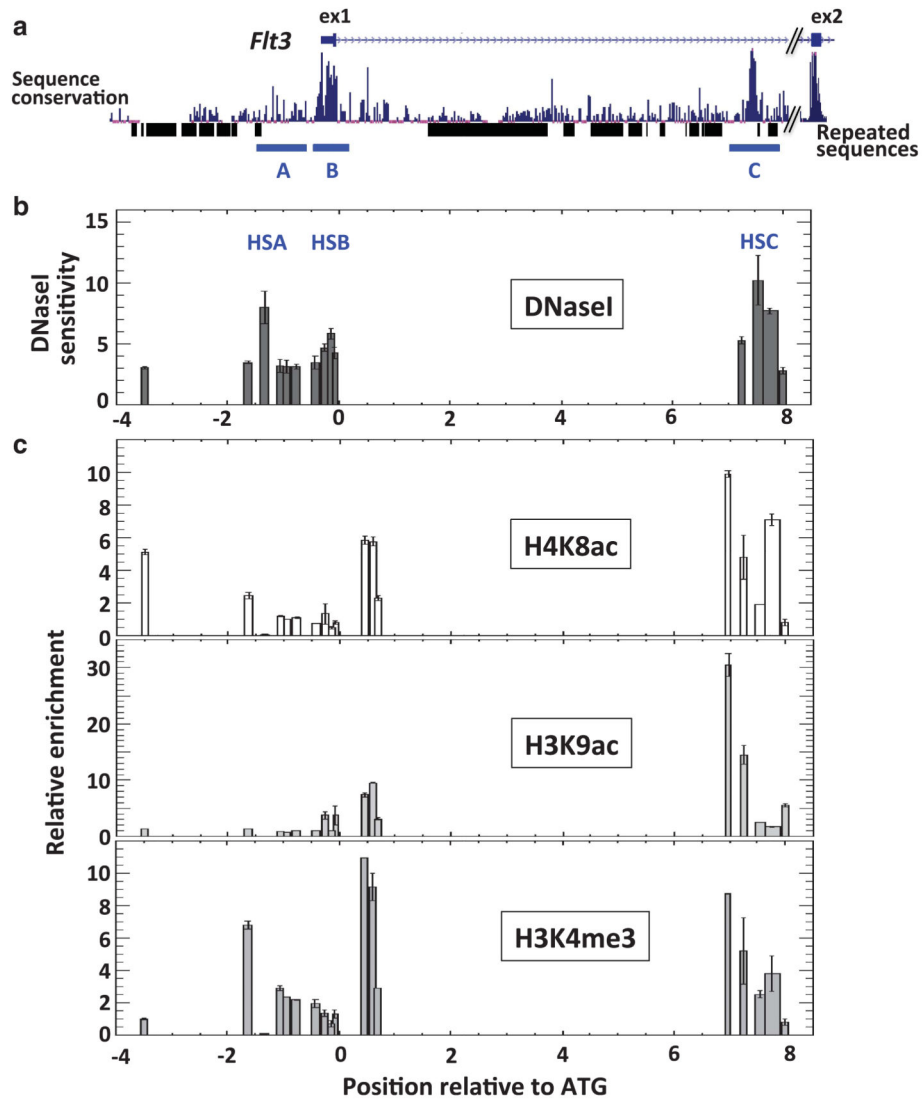 a
ex1
ex2
Flt3
Sequence
conservation
Repeated
sequences
A
B
C
b
DNaseI
sensitivity
15
10
5
0
HSA
HSB
HSC
DNaseI
-4
-2
0
2
4
6
8
c
Relative enrichment
10
8
6
4
2
0
H4K8ac
30
20
10
0
H3K9ac
10
8
6
4
2
0
H3K4me3
-4
-2
0
2
4
6
8
Position relative to ATG